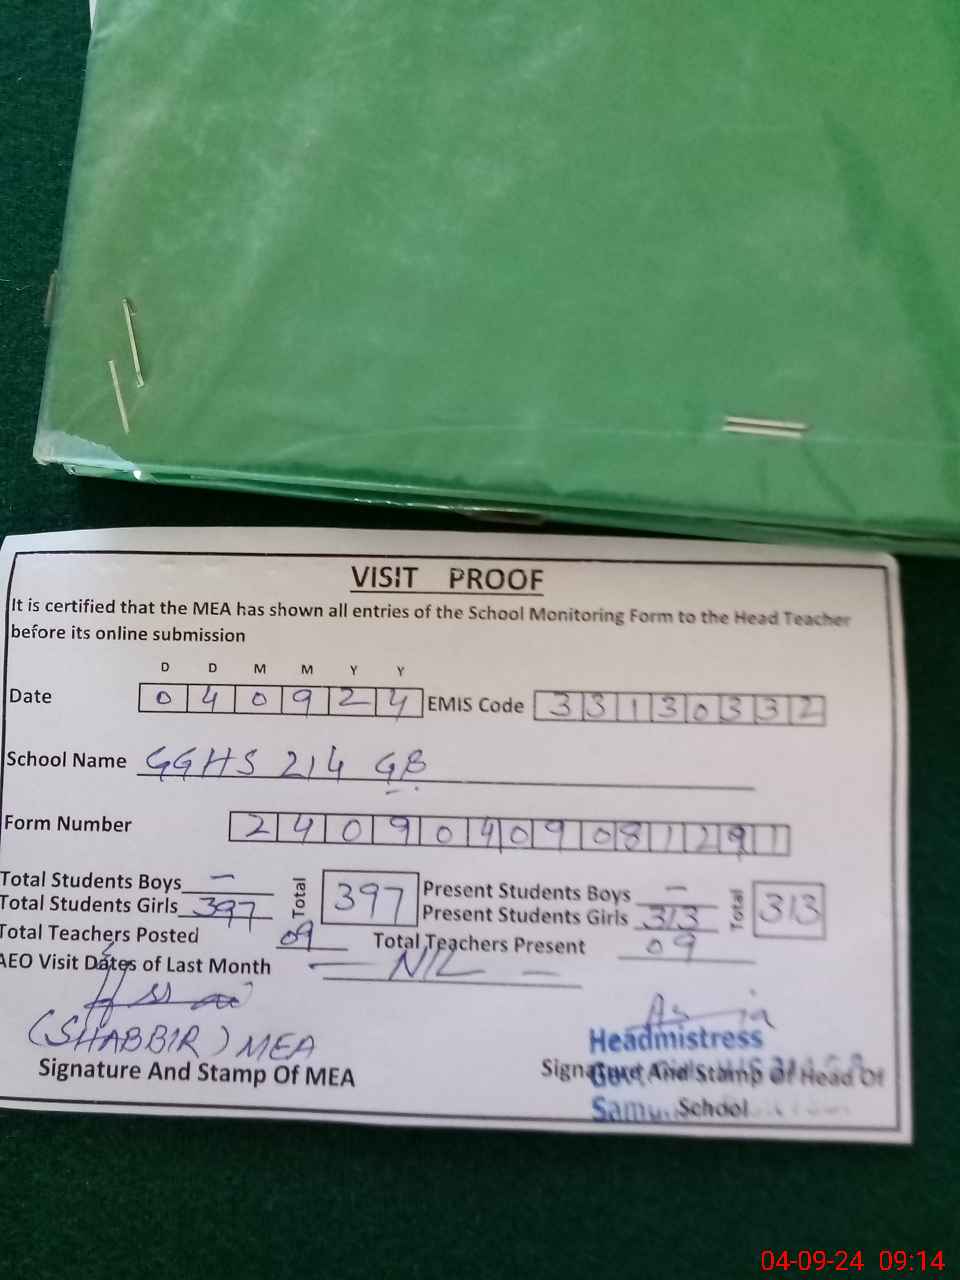 VISIT PROOF
It is certified that the MEA has shown all entries of the School Monitoring Form to the Head Teacher
before its online submission
D D M M Y Y
Date 0 4 0 9 2 4 EMIS Code 3 3 1 3 0 3 3 2
School Name GGHS 214 GB
Form Number 2 4 0 9 0 4 0 9 0 8 1 2 9 1
Total Students Boys — Total 397 Present Students Boys — Total 313
Total Students Girls 397 Present Students Girls 313
Total Teachers Posted 09 Total Teachers Present 09
AEO Visit Dates of Last Month — NIL —
(SHABBIR) MEA
Headmistress
Signature And Stamp Of MEA Signature And Stamp Of Head Of
School
04-09-24 09:14